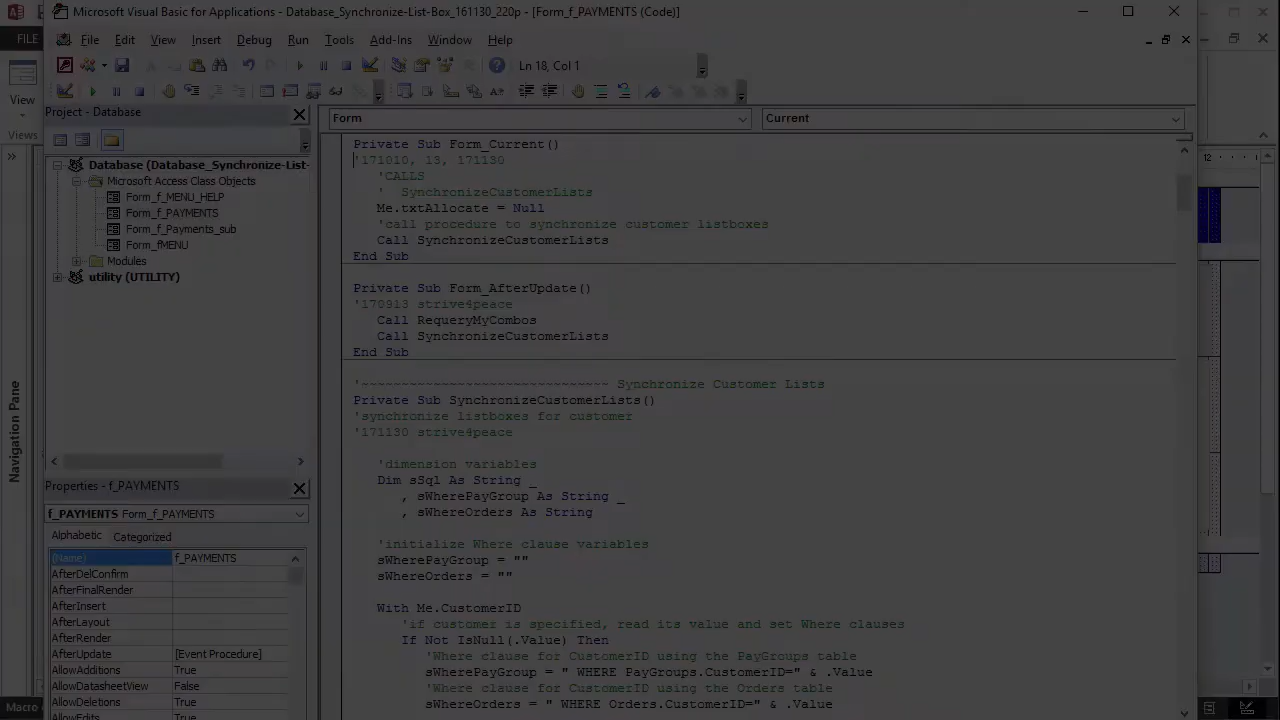 Microsoft Visual Basic for Applications - Database_Synchronize-List-Box_161130_220p - [Form_f_PAYMENTS (Code)]
FILE
File Edit View Insert Debug Run Tools Add-Ins Window Help
Ln 18, Col 1
View
Views
Project - Database
Form
Current
Database (Database_Synchronize-List-
Microsoft Access Class Objects
Form_f_MENU_HELP
Form_f_PAYMENTS
Form_f_Payments_sub
Form_fMENU
Modules
utility (UTILITY)
Navigation Pane
Properties - f_PAYMENTS
f_PAYMENTS Form_f_PAYMENTS
Alphabetic Categorized
(Name) f_PAYMENTS
AfterDelConfirm
AfterFinalRender
AfterInsert
AfterLayout
AfterRender
AfterUpdate [Event Procedure]
AllowAdditions True
AllowDatasheetView False
AllowDeletions True
AllowEdits True
Macro
Private Sub Form_Current()
'171010, 13, 171130
'CALLS
' SynchronizeCustomerLists
Me.txtAllocate = Null
'call procedure to synchronize customer listboxes
Call SynchronizeCustomerLists
End Sub
Private Sub Form_AfterUpdate()
'170913 strive4peace
Call RequeryMyCombos
Call SynchronizeCustomerLists
End Sub
'~~~~~~~~~~~~~~~~~~~~~~~~~~~~~~~ Synchronize Customer Lists
Private Sub SynchronizeCustomerLists()
'synchronize listboxes for customer
'171130 strive4peace
'dimension variables
Dim sSql As String _
, sWherePayGroup As String _
, sWhereOrders As String
'initialize Where clause variables
sWherePayGroup = ""
sWhereOrders = ""
With Me.CustomerID
'if customer is specified, read its value and set Where clauses
If Not IsNull(.Value) Then
'Where clause for CustomerID using the PayGroups table
sWherePayGroup = " WHERE PayGroups.CustomerID=" & .Value
'Where clause for CustomerID using the Orders table
sWhereOrders = " WHERE Orders.CustomerID=" & .Value
12